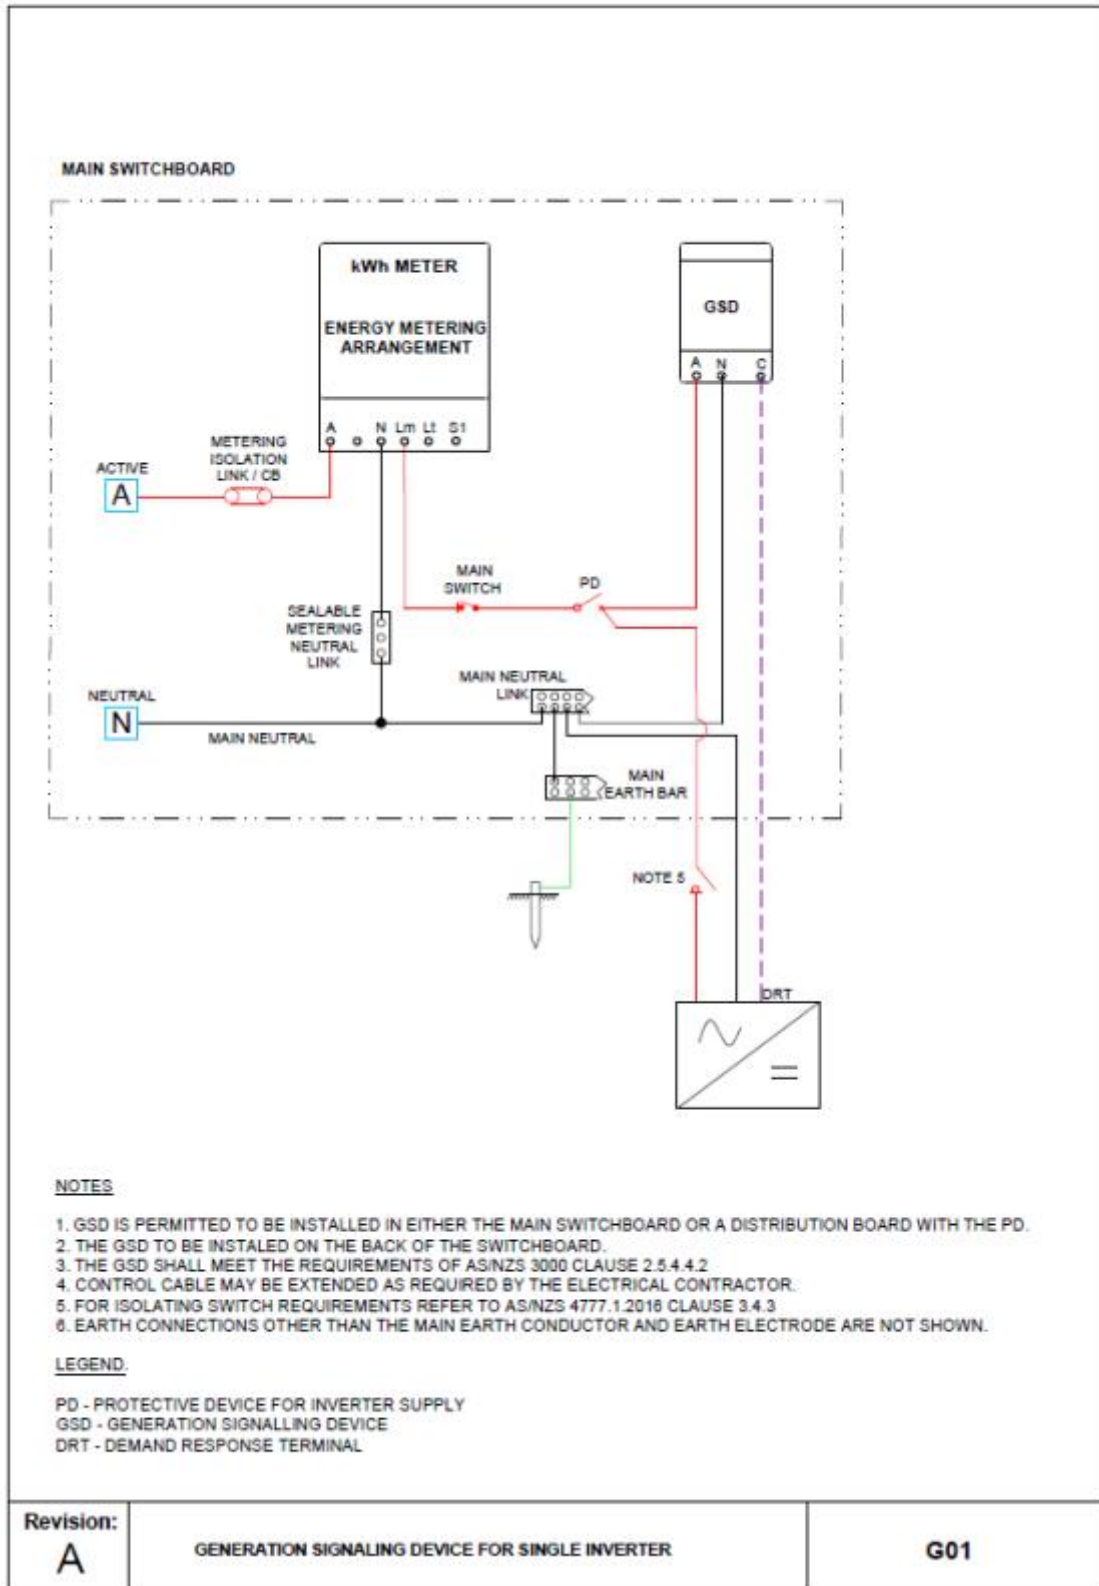 MAIN SWITCHBOARD
kWh METER
ENERGY METERING
ARRANGEMENT
A N Lm Lt S1
GSD
A N C
METERING
ISOLATION
LINK / CB
ACTIVE
A
MAIN
SWITCH
PD
SEALABLE
METERING
NEUTRAL
LINK
MAIN NEUTRAL
LINK
NEUTRAL
N
MAIN NEUTRAL
MAIN
EARTH BAR
NOTE 5
DRT
NOTES
1. GSD IS PERMITTED TO BE INSTALLED IN EITHER THE MAIN SWITCHBOARD OR A DISTRIBUTION BOARD WITH THE PD.
2. THE GSD TO BE INSTALED ON THE BACK OF THE SWITCHBOARD.
3. THE GSD SHALL MEET THE REQUIREMENTS OF AS/NZS 3000 CLAUSE 2.5.4.4.2
4. CONTROL CABLE MAY BE EXTENDED AS REQUIRED BY THE ELECTRICAL CONTRACTOR.
5. FOR ISOLATING SWITCH REQUIREMENTS REFER TO AS/NZS 4777.1.2016 CLAUSE 3.4.3
6. EARTH CONNECTIONS OTHER THAN THE MAIN EARTH CONDUCTOR AND EARTH ELECTRODE ARE NOT SHOWN.
LEGEND.
PD - PROTECTIVE DEVICE FOR INVERTER SUPPLY
GSD - GENERATION SIGNALLING DEVICE
DRT - DEMAND RESPONSE TERMINAL
Revision:
A
GENERATION SIGNALING DEVICE FOR SINGLE INVERTER
G01